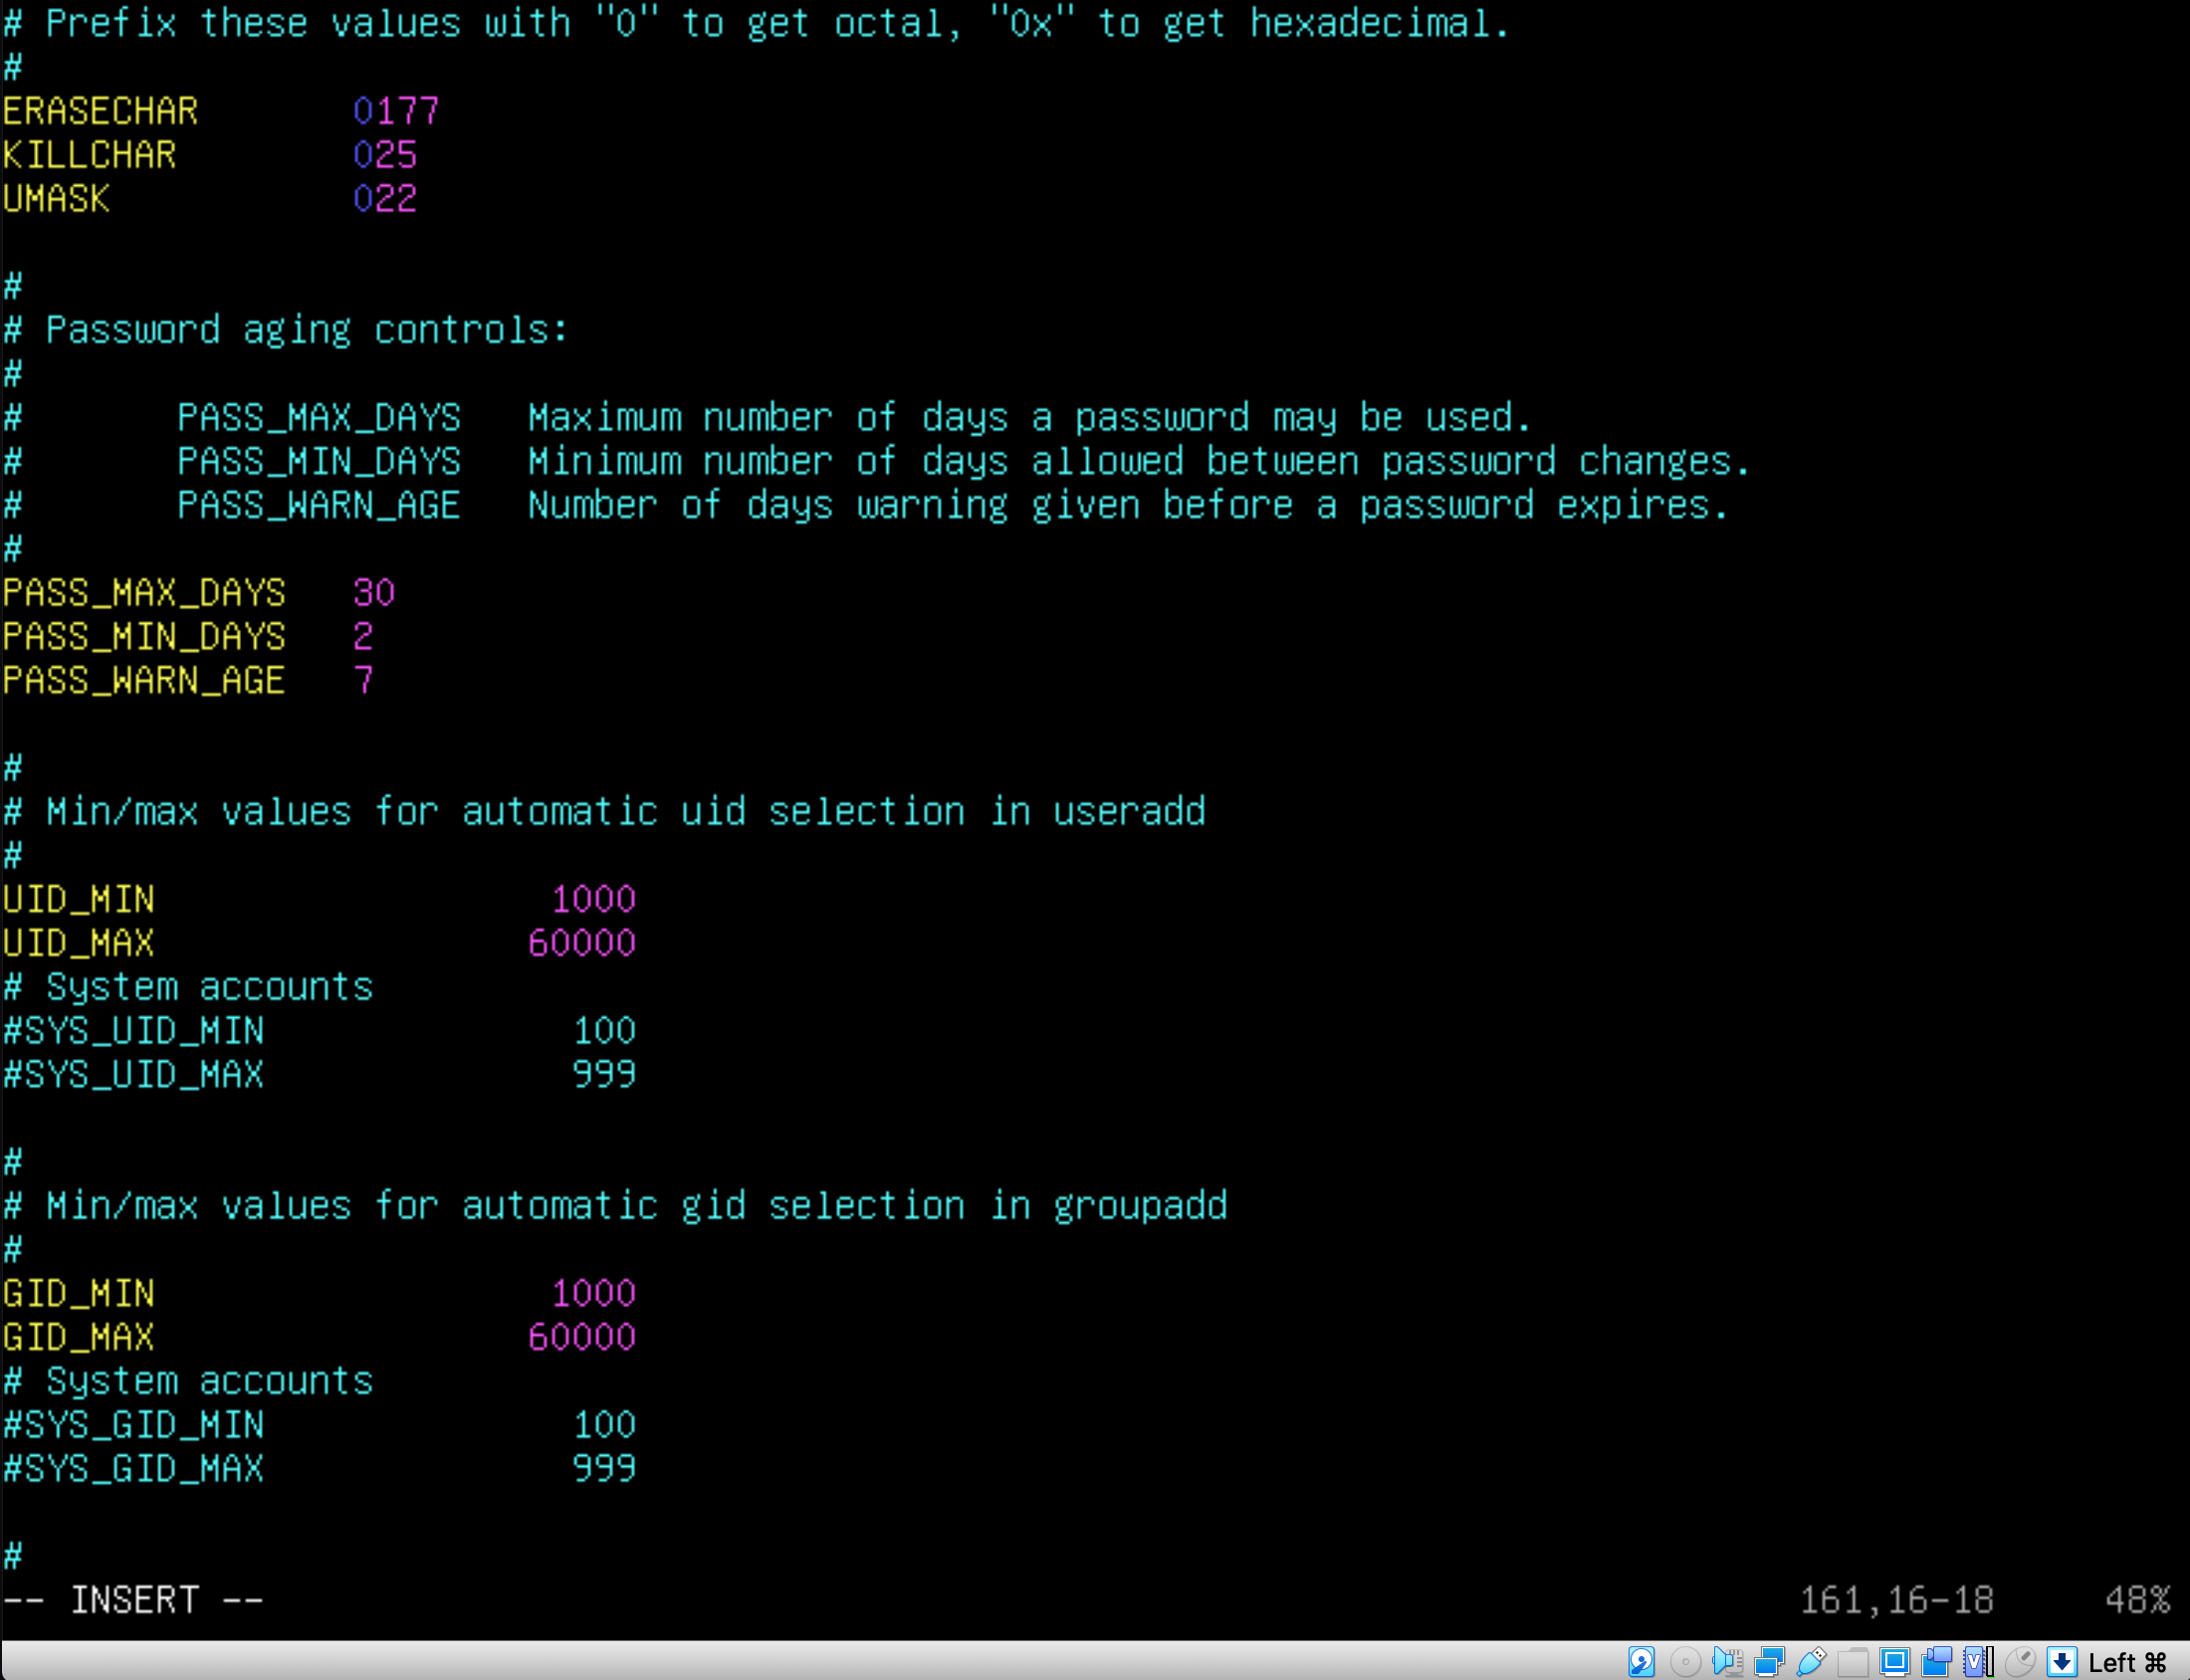 # Prefix these values with "0" to get octal, "0x" to get hexadecimal.
#
ERASECHAR 0177
KILLCHAR 025
UMASK 022
#
# Password aging controls:
#
# PASS_MAX_DAYS Maximum number of days a password may be used.
# PASS_MIN_DAYS Minimum number of days allowed between password changes.
# PASS_WARN_AGE Number of days warning given before a password expires.
#
PASS_MAX_DAYS 30
PASS_MIN_DAYS 2
PASS_WARN_AGE 7
#
# Min/max values for automatic uid selection in useradd
#
UID_MIN 1000
UID_MAX 60000
# System accounts
#SYS_UID_MIN 100
#SYS_UID_MAX 999
#
# Min/max values for automatic gid selection in groupadd
#
GID_MIN 1000
GID_MAX 60000
# System accounts
#SYS_GID_MIN 100
#SYS_GID_MAX 999
#
-- INSERT -- 161,16-18 48%
Left ⌘